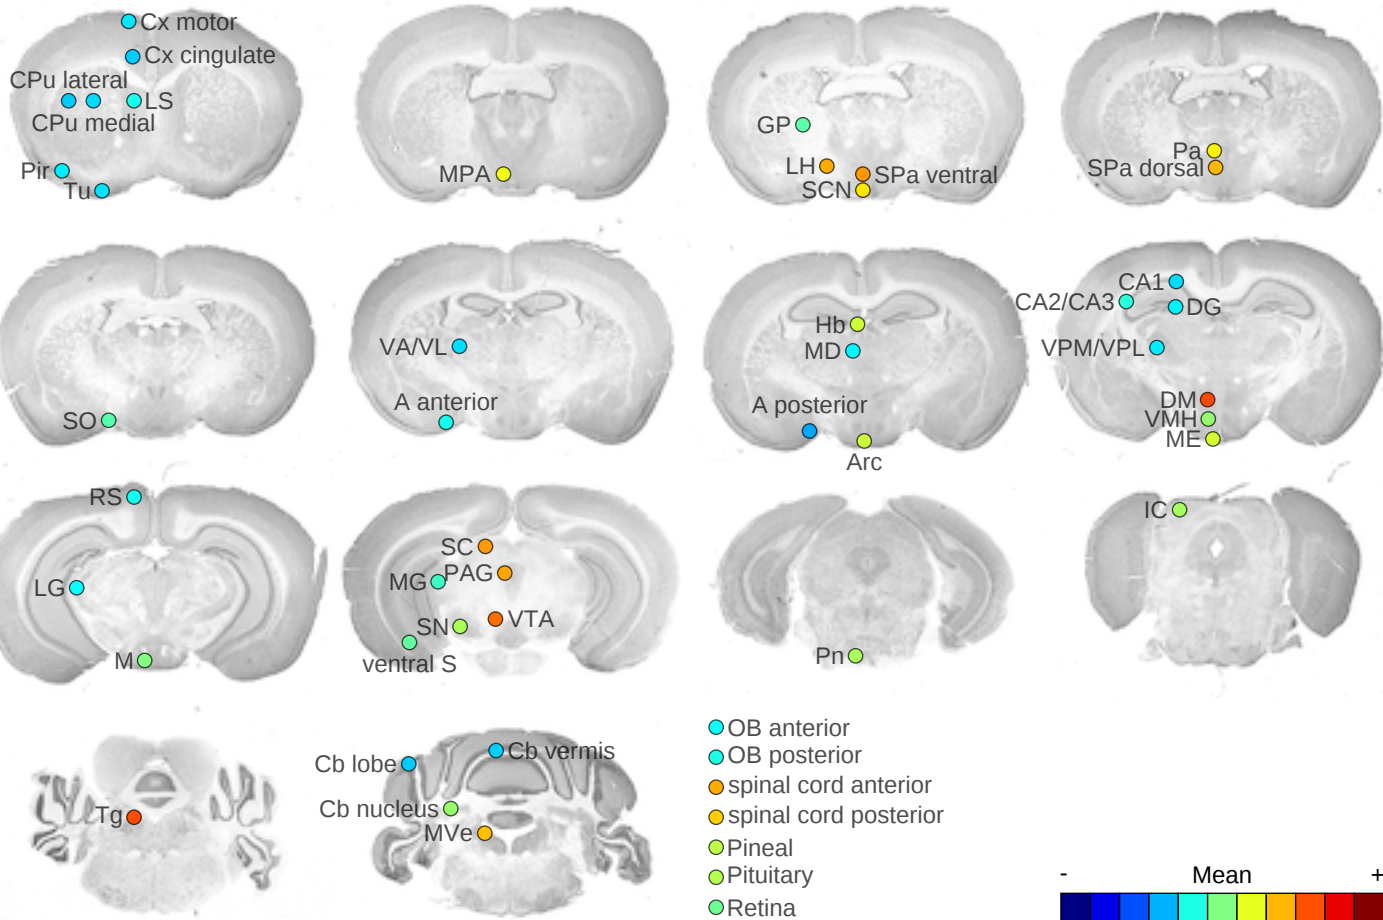 Cx motor
Cx cingulate
CPu lateral
LS
CPu medial
Pir
Tu
MPA
GP
LH
SPa ventral
SCN
Pa
SPa dorsal
SO
VA/VL
A anterior
Hb
MD
A posterior
Arc
CA1
CA2/CA3
DG
VPM/VPL
DM
VMH
ME
RS
LG
M
SC
PAG
MG
VTA
SN
ventral S
Pn
IC
Tg
Cb vermis
Cb lobe
Cb nucleus
MVe
OB anterior
OB posterior
spinal cord anterior
spinal cord posterior
Pineal
Pituitary
Retina
- Mean +